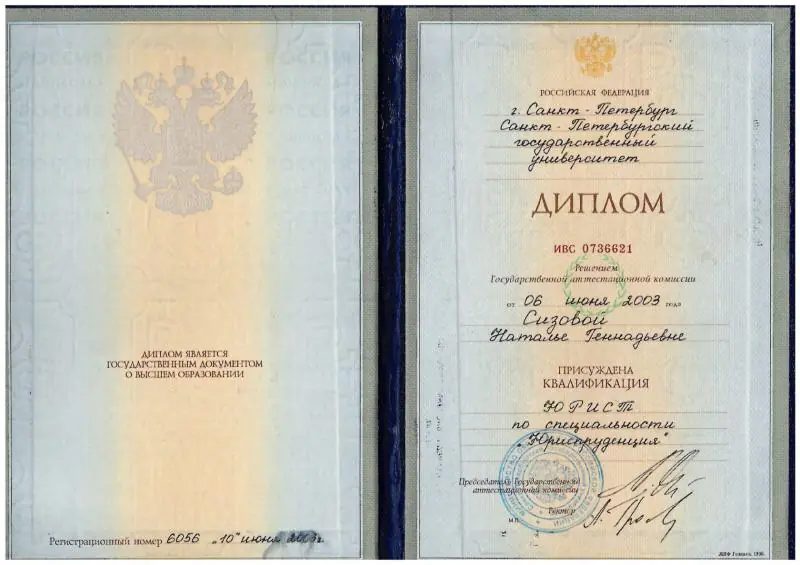 ДИПЛОМ ЯВЛЯЕТСЯ
ГОСУДАРСТВЕННЫМ ДОКУМЕНТОМ
О ВЫСШЕМ ОБРАЗОВАНИИ
Регистрационный номер 6056 „10" июня 2003г.
РОССИЙСКАЯ ФЕДЕРАЦИЯ
г. Санкт-Петербург
Санкт-Петербургский
государственный
университет
ДИПЛОМ
ИВС 0736621
Решением
Государственной аттестационной комиссии
от 06 июня 2003 года
Сизовой
Наталье Геннадьевне
ПРИСУЖДЕНА
КВАЛИФИКАЦИЯ
ЮРИСТ
по специальности
"Юриспруденция"
Председатель Государственной
аттестационной комиссии
Ректор
М.П.